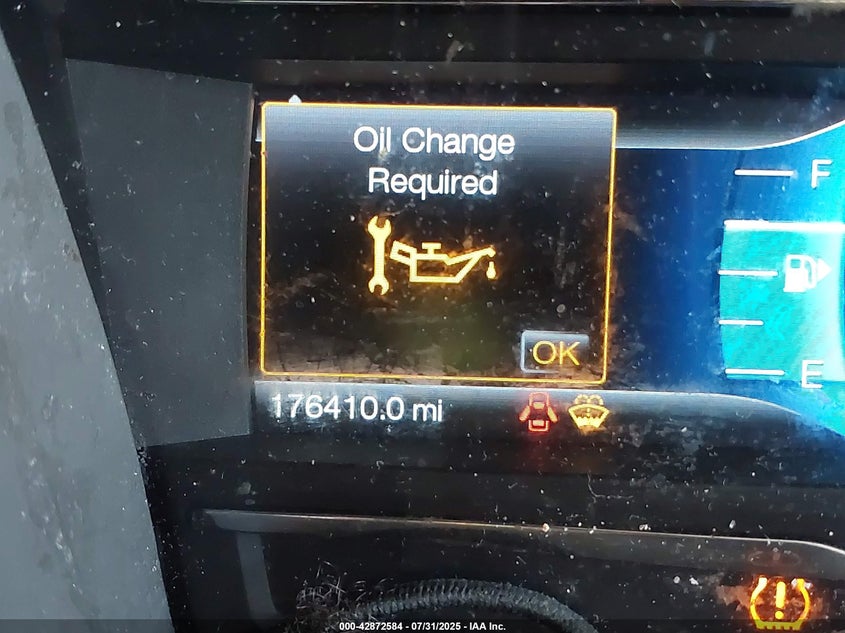 Oil Change
Required
OK
176410.0 mi
F
E
000-42872584 - 07/31/2025 - IAA Inc.